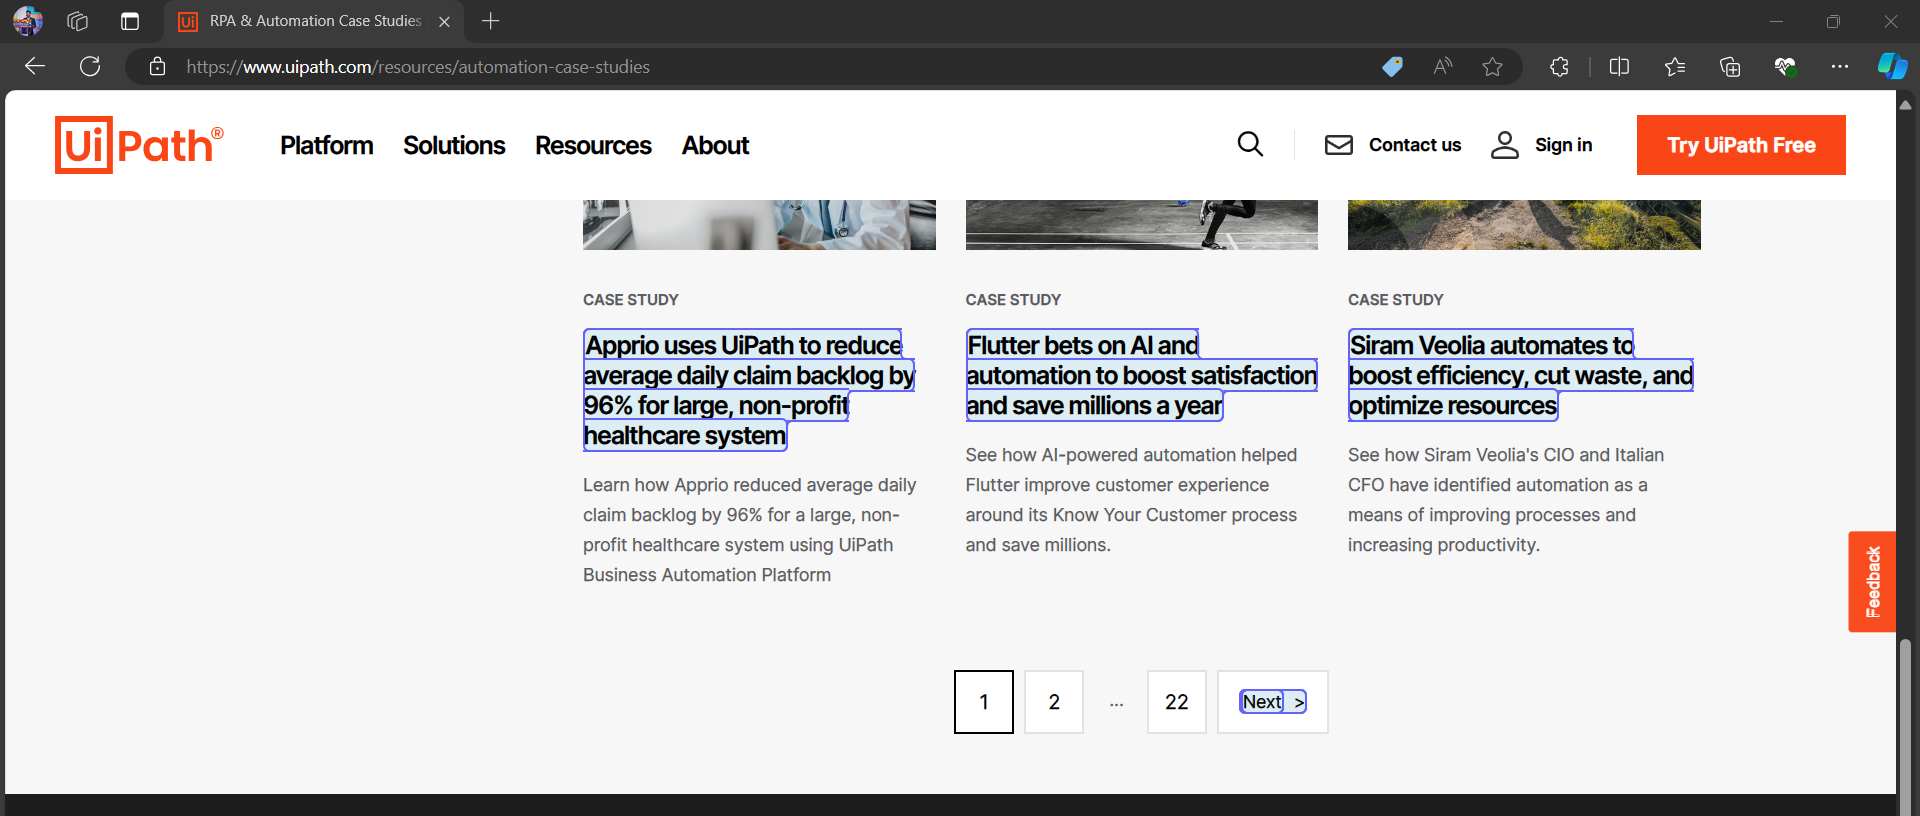 RPA & Automation Case Studies
https://www.uipath.com/resources/automation-case-studies
UiPath®
Platform
Solutions
Resources
About
Contact us
Sign in
Try UiPath Free
CASE STUDY
Apprio uses UiPath to reduce
average daily claim backlog by
96% for large, non-profit
healthcare system
Learn how Apprio reduced average daily
claim backlog by 96% for a large, non-
profit healthcare system using UiPath
Business Automation Platform
CASE STUDY
Flutter bets on AI and
automation to boost satisfaction
and save millions a year
See how AI-powered automation helped
Flutter improve customer experience
around its Know Your Customer process
and save millions.
CASE STUDY
Siram Veolia automates to
boost efficiency, cut waste, and
optimize resources
See how Siram Veolia's CIO and Italian
CFO have identified automation as a
means of improving processes and
increasing productivity.
Feedback
1 2 ... 22 Next >